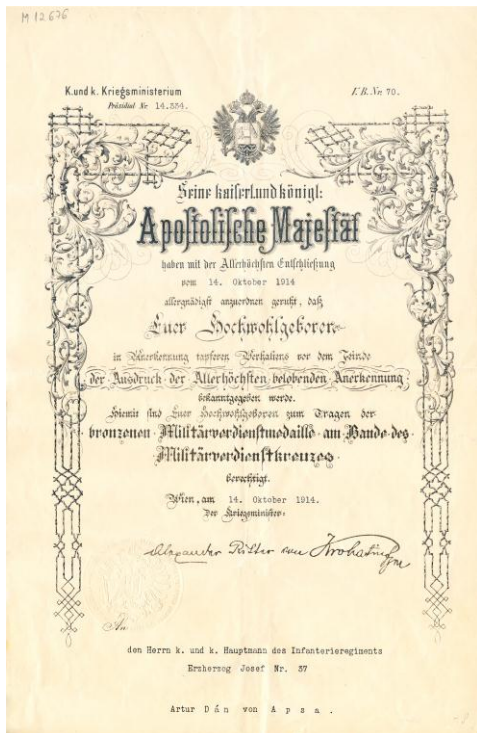 M 12676
K. und k. Kriegsministerium
Präsidial Nr. 14.334.
V. B. Nr. 70.
Seine kaiserl. und königl:
Apostolische Majestät
haben mit der Allerhöchsten Entschließung
vom 14. Oktober 1914
allergnädigst anzuordnen geruht, daß
Euer Hochwohlgeboren
in Anerkennung tapferen Verhaltens vor dem Feinde
der Ausdruck der Allerhöchsten belobenden Anerkennung
bekanntgegeben werde.
Hiemit sind Euer Hochwohlgeboren zum Tragen der
bronzenen Militärverdienstmedaille am Bande des
Militärverdienstkreuzes
berechtigt.
Wien, am 14. Oktober 1914.
Der Kriegsminister:
Alexander Ritter von Krobatin
An
den Herrn k. und k. Hauptmann des Infanterieregiments
Erzherzog Josef Nr. 37
Artur Dán von Apsa.